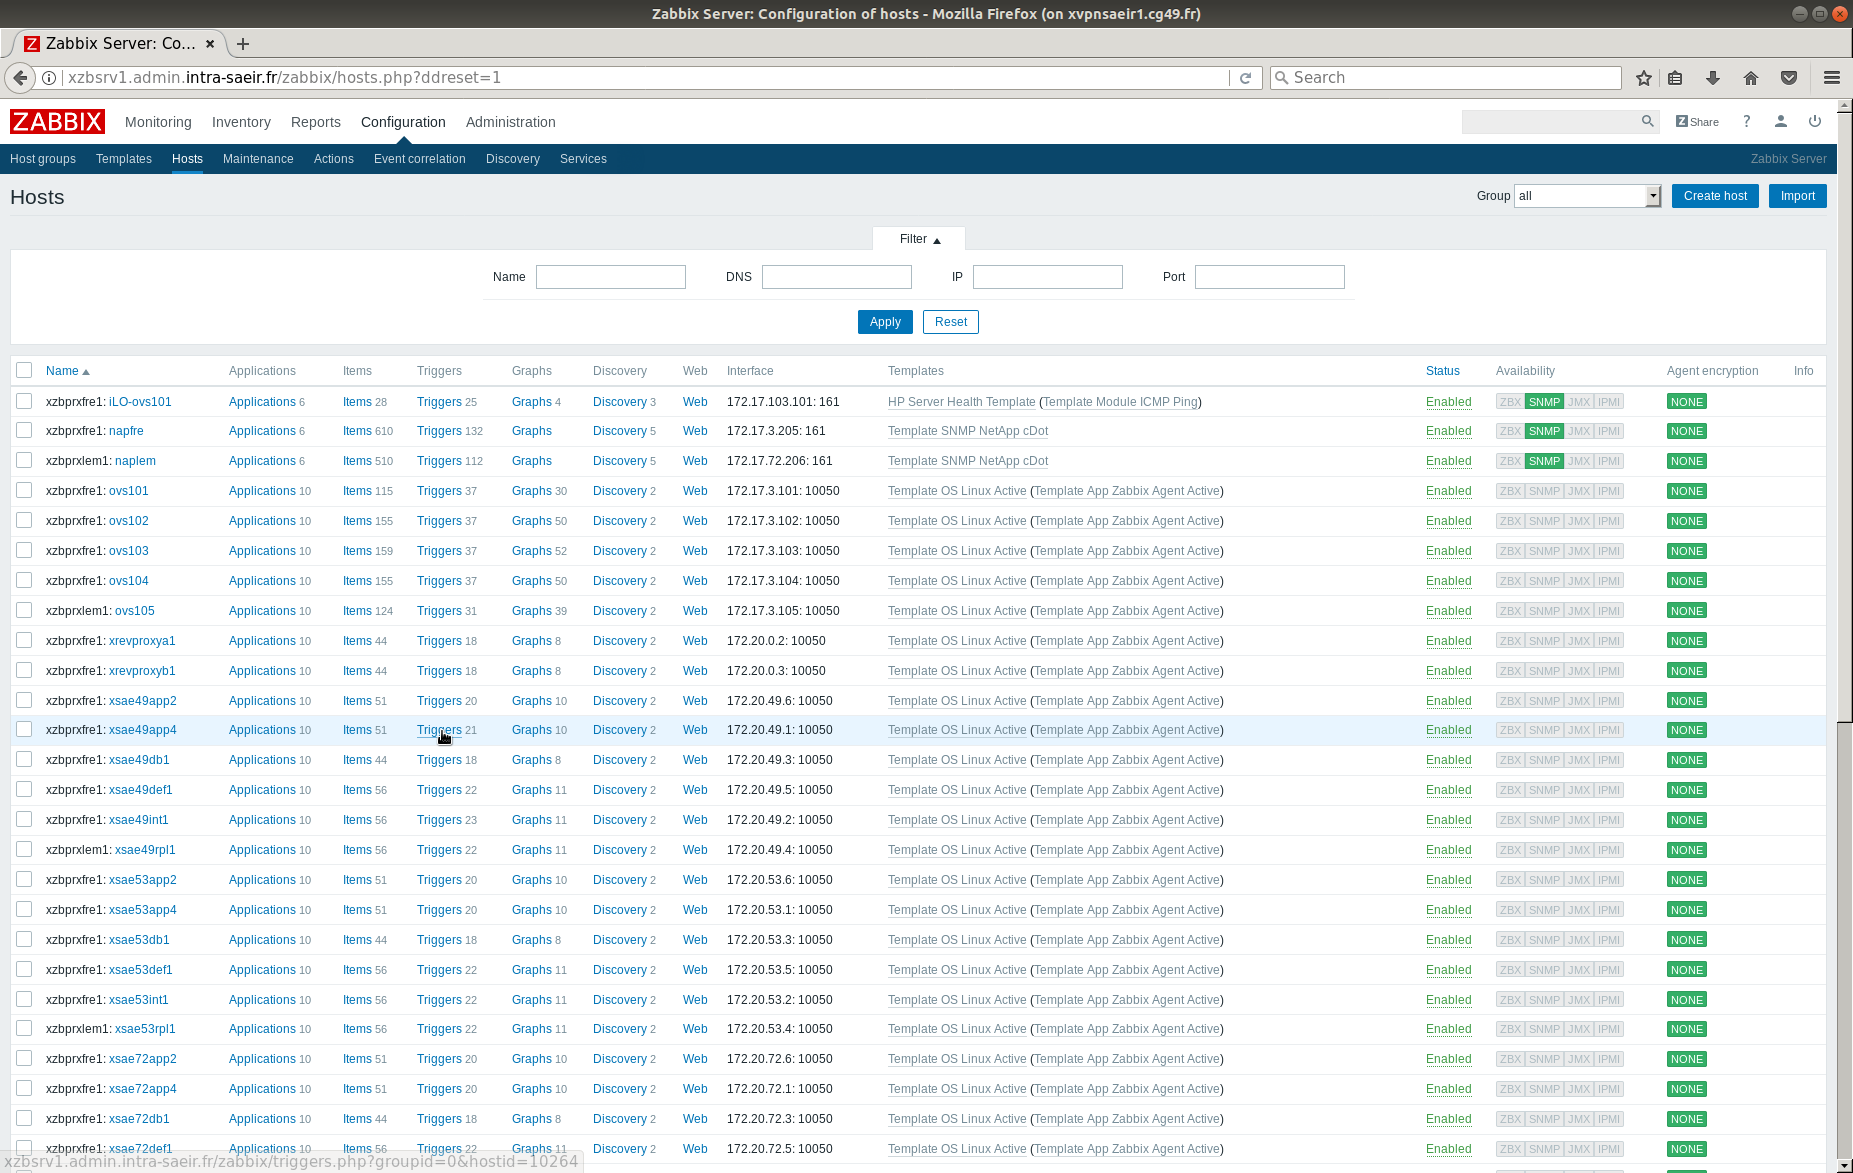 Zabbix Server: Configuration of hosts - Mozilla Firefox (on xvpnsaeir1.cg49.fr)
Zabbix Server: Co...
xzbsrv1.admin.intra-saeir.fr/zabbix/hosts.php?ddreset=1 Search
ZABBIX Monitoring Inventory Reports Configuration Administration Z Share ?
Host groups Templates Hosts Maintenance Actions Event correlation Discovery Services Zabbix Server
Hosts Group all Create host Import
Filter
Name DNS IP Port
Apply Reset
Name Applications Items Triggers Graphs Discovery Web Interface Templates Status Availability Agent encryption Info
xzbprxfre1: iLO-ovs101 Applications 6 Items 28 Triggers 25 Graphs 4 Discovery 3 Web 172.17.103.101: 161 HP Server Health Template (Template Module ICMP Ping) Enabled ZBX SNMP JMX IPMI NONE
xzbprxfre1: napfre Applications 6 Items 610 Triggers 132 Graphs Discovery 5 Web 172.17.3.205: 161 Template SNMP NetApp cDot Enabled ZBX SNMP JMX IPMI NONE
xzbprxlem1: naplem Applications 6 Items 510 Triggers 112 Graphs Discovery 5 Web 172.17.72.206: 161 Template SNMP NetApp cDot Enabled ZBX SNMP JMX IPMI NONE
xzbprxfre1: ovs101 Applications 10 Items 115 Triggers 37 Graphs 30 Discovery 2 Web 172.17.3.101: 10050 Template OS Linux Active (Template App Zabbix Agent Active) Enabled ZBX SNMP JMX IPMI NONE
xzbprxfre1: ovs102 Applications 10 Items 155 Triggers 37 Graphs 50 Discovery 2 Web 172.17.3.102: 10050 Template OS Linux Active (Template App Zabbix Agent Active) Enabled ZBX SNMP JMX IPMI NONE
xzbprxfre1: ovs103 Applications 10 Items 159 Triggers 37 Graphs 52 Discovery 2 Web 172.17.3.103: 10050 Template OS Linux Active (Template App Zabbix Agent Active) Enabled ZBX SNMP JMX IPMI NONE
xzbprxfre1: ovs104 Applications 10 Items 155 Triggers 37 Graphs 50 Discovery 2 Web 172.17.3.104: 10050 Template OS Linux Active (Template App Zabbix Agent Active) Enabled ZBX SNMP JMX IPMI NONE
xzbprxlem1: ovs105 Applications 10 Items 124 Triggers 31 Graphs 39 Discovery 2 Web 172.17.3.105: 10050 Template OS Linux Active (Template App Zabbix Agent Active) Enabled ZBX SNMP JMX IPMI NONE
xzbprxfre1: xrevproxya1 Applications 10 Items 44 Triggers 18 Graphs 8 Discovery 2 Web 172.20.0.2: 10050 Template OS Linux Active (Template App Zabbix Agent Active) Enabled ZBX SNMP JMX IPMI NONE
xzbprxfre1: xrevproxyb1 Applications 10 Items 44 Triggers 18 Graphs 8 Discovery 2 Web 172.20.0.3: 10050 Template OS Linux Active (Template App Zabbix Agent Active) Enabled ZBX SNMP JMX IPMI NONE
xzbprxfre1: xsae49app2 Applications 10 Items 51 Triggers 20 Graphs 10 Discovery 2 Web 172.20.49.6: 10050 Template OS Linux Active (Template App Zabbix Agent Active) Enabled ZBX SNMP JMX IPMI NONE
xzbprxfre1: xsae49app4 Applications 10 Items 51 Triggers 21 Graphs 10 Discovery 2 Web 172.20.49.1: 10050 Template OS Linux Active (Template App Zabbix Agent Active) Enabled ZBX SNMP JMX IPMI NONE
xzbprxfre1: xsae49db1 Applications 10 Items 44 Triggers 18 Graphs 8 Discovery 2 Web 172.20.49.3: 10050 Template OS Linux Active (Template App Zabbix Agent Active) Enabled ZBX SNMP JMX IPMI NONE
xzbprxfre1: xsae49def1 Applications 10 Items 56 Triggers 22 Graphs 11 Discovery 2 Web 172.20.49.5: 10050 Template OS Linux Active (Template App Zabbix Agent Active) Enabled ZBX SNMP JMX IPMI NONE
xzbprxfre1: xsae49int1 Applications 10 Items 56 Triggers 23 Graphs 11 Discovery 2 Web 172.20.49.2: 10050 Template OS Linux Active (Template App Zabbix Agent Active) Enabled ZBX SNMP JMX IPMI NONE
xzbprxlem1: xsae49rpl1 Applications 10 Items 56 Triggers 22 Graphs 11 Discovery 2 Web 172.20.49.4: 10050 Template OS Linux Active (Template App Zabbix Agent Active) Enabled ZBX SNMP JMX IPMI NONE
xzbprxfre1: xsae53app2 Applications 10 Items 51 Triggers 20 Graphs 10 Discovery 2 Web 172.20.53.6: 10050 Template OS Linux Active (Template App Zabbix Agent Active) Enabled ZBX SNMP JMX IPMI NONE
xzbprxfre1: xsae53app4 Applications 10 Items 51 Triggers 20 Graphs 10 Discovery 2 Web 172.20.53.1: 10050 Template OS Linux Active (Template App Zabbix Agent Active) Enabled ZBX SNMP JMX IPMI NONE
xzbprxfre1: xsae53db1 Applications 10 Items 44 Triggers 18 Graphs 8 Discovery 2 Web 172.20.53.3: 10050 Template OS Linux Active (Template App Zabbix Agent Active) Enabled ZBX SNMP JMX IPMI NONE
xzbprxfre1: xsae53def1 Applications 10 Items 56 Triggers 22 Graphs 11 Discovery 2 Web 172.20.53.5: 10050 Template OS Linux Active (Template App Zabbix Agent Active) Enabled ZBX SNMP JMX IPMI NONE
xzbprxfre1: xsae53int1 Applications 10 Items 56 Triggers 22 Graphs 11 Discovery 2 Web 172.20.53.2: 10050 Template OS Linux Active (Template App Zabbix Agent Active) Enabled ZBX SNMP JMX IPMI NONE
xzbprxlem1: xsae53rpl1 Applications 10 Items 56 Triggers 22 Graphs 11 Discovery 2 Web 172.20.53.4: 10050 Template OS Linux Active (Template App Zabbix Agent Active) Enabled ZBX SNMP JMX IPMI NONE
xzbprxfre1: xsae72app2 Applications 10 Items 51 Triggers 20 Graphs 10 Discovery 2 Web 172.20.72.6: 10050 Template OS Linux Active (Template App Zabbix Agent Active) Enabled ZBX SNMP JMX IPMI NONE
xzbprxfre1: xsae72app4 Applications 10 Items 51 Triggers 20 Graphs 10 Discovery 2 Web 172.20.72.1: 10050 Template OS Linux Active (Template App Zabbix Agent Active) Enabled ZBX SNMP JMX IPMI NONE
xzbprxfre1: xsae72db1 Applications 10 Items 44 Triggers 18 Graphs 8 Discovery 2 Web 172.20.72.3: 10050 Template OS Linux Active (Template App Zabbix Agent Active) Enabled ZBX SNMP JMX IPMI NONE
xzbprxfre1: xsae72def1 Applications 10 Items 56 Triggers 22 Graphs 11 Discovery 2 Web 172.20.72.5: 10050 Template OS Linux Active (Template App Zabbix Agent Active) Enabled ZBX SNMP JMX IPMI NONE
xzbsrv1.admin.intra-saeir.fr/zabbix/triggers.php?groupid=0&hostid=10264